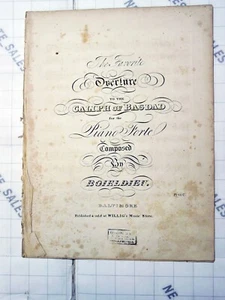 The Favorite
Overture
TO THE
CALIPH OF BAGDAD
for the
Piano Forte
Composed
By
BOIELDIEU.
BALTIMORE
Published & sold at WILLIG's Music Store.